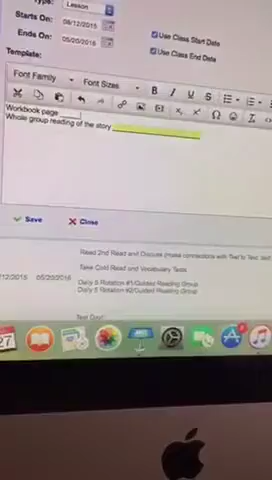 Type: Lesson
Starts On: 08/12/2015
Use Class Start Date
Ends On: 05/20/2016
Use Class End Date
Template:
Font Family
Font Sizes
B I U S
Workbook page _____
Whole group reading of the story
Save
Close
Read 2nd Read and Discuss (make connections with Text to Text, Self
Take Cold Read and Vocabulary Tests
/12/2015 05/20/2016
Daily 5 Rotation #1/Guided Reading Group
Daily 5 Rotation #2/Guided Reading Group
Test Day!
27